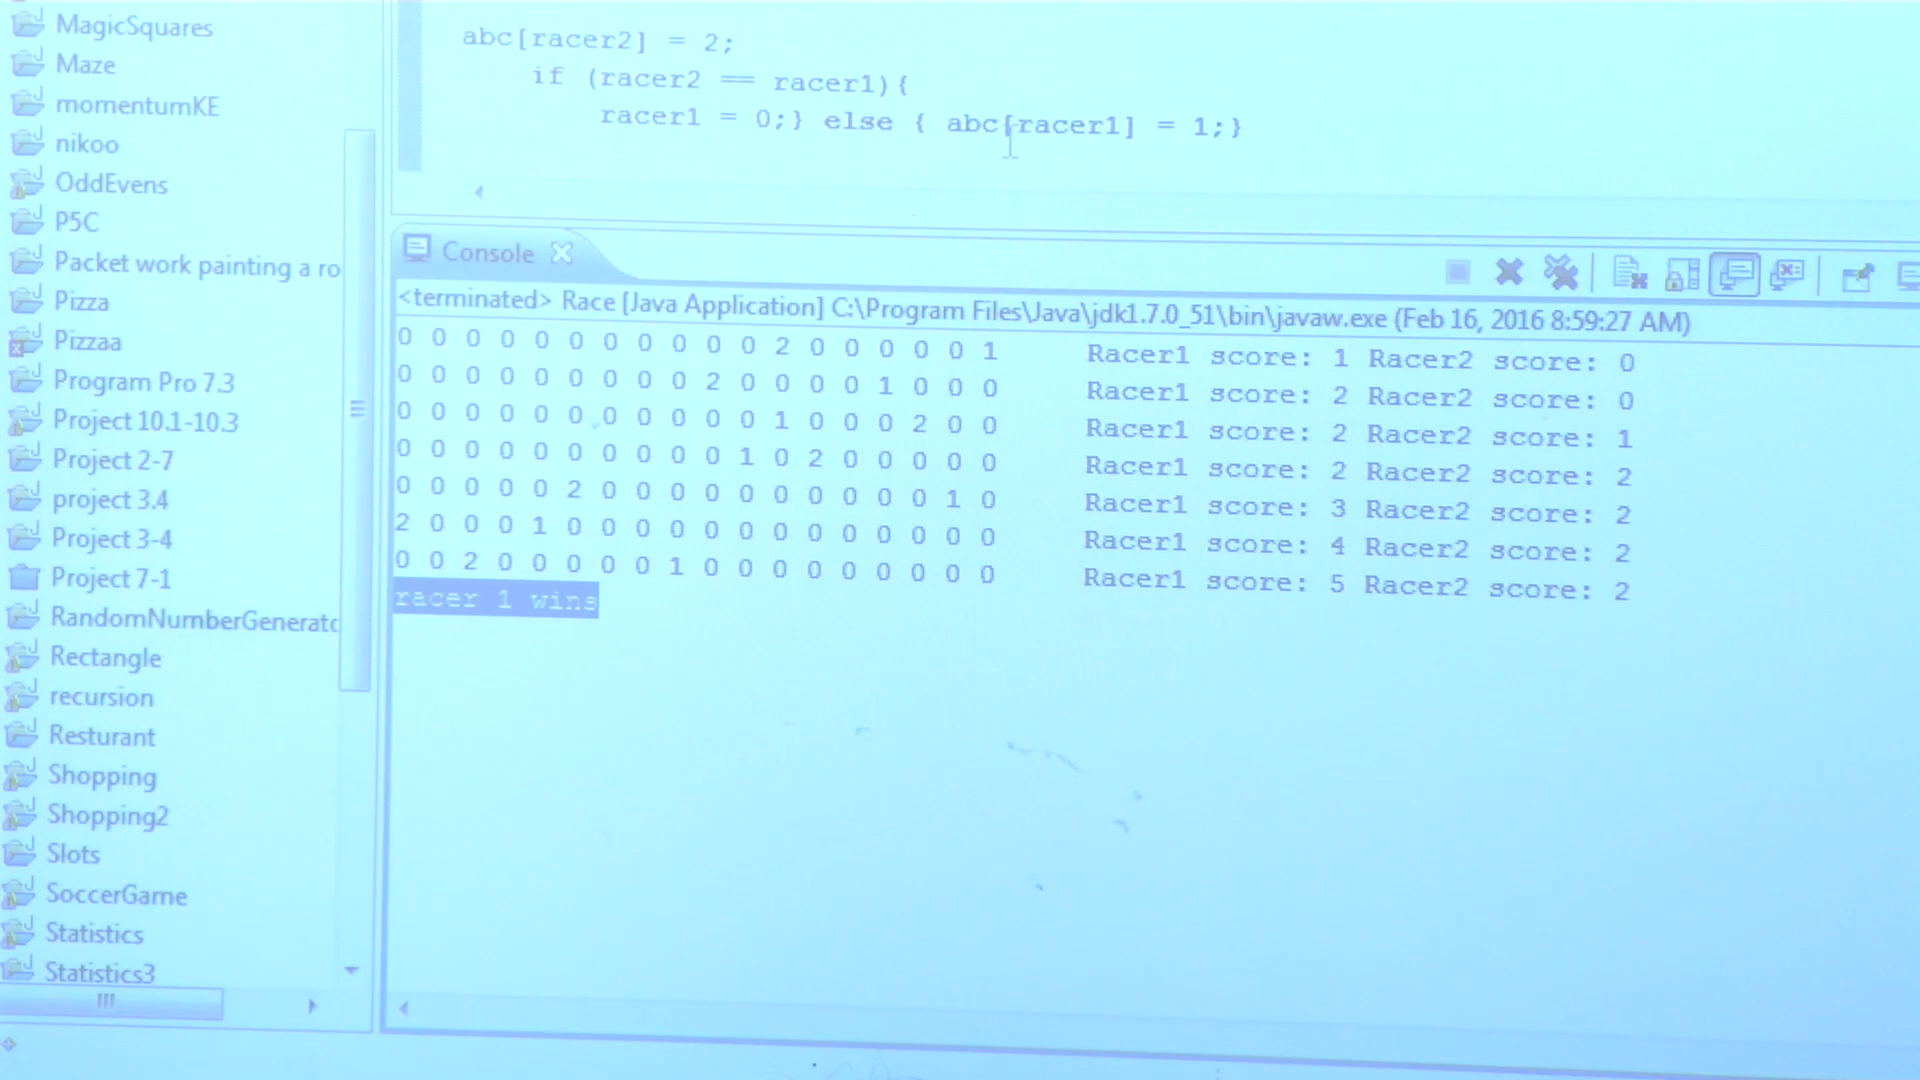 MagicSquares
Maze
momentumKE
nikoo
OddEvens
P5C
Packet work painting a ro
Pizza
Pizzaa
Program Pro 7.3
Project 10.1-10.3
Project 2-7
project 3.4
Project 3-4
Project 7-1
RandomNumberGenerato
Rectangle
recursion
Resturant
Shopping
Shopping2
Slots
SoccerGame
Statistics
Statistics3
abc[racer2] = 2;
if (racer2 == racer1){
racer1 = 0;} else { abc[racer1] = 1;}
Console
<terminated> Race [Java Application] C:\Program Files\Java\jdk1.7.0_51\bin\javaw.exe (Feb 16, 2016 8:59:27 AM)
0 0 0 0 0 0 0 0 0 0 0 2 0 0 0 0 0 1 Racer1 score: 1 Racer2 score: 0
0 0 0 0 0 0 0 0 0 2 0 0 0 0 1 0 0 0 Racer1 score: 2 Racer2 score: 0
0 0 0 0 0 0 0 0 0 0 0 1 0 0 0 2 0 0 Racer1 score: 2 Racer2 score: 1
0 0 0 0 0 0 0 0 0 0 1 0 2 0 0 0 0 0 Racer1 score: 2 Racer2 score: 2
0 0 0 0 0 2 0 0 0 0 0 0 0 0 0 0 1 0 Racer1 score: 3 Racer2 score: 2
2 0 0 0 1 0 0 0 0 0 0 0 0 0 0 0 0 0 Racer1 score: 4 Racer2 score: 2
0 0 2 0 0 0 0 0 1 0 0 0 0 0 0 0 0 0 Racer1 score: 5 Racer2 score: 2
racer 1 wins